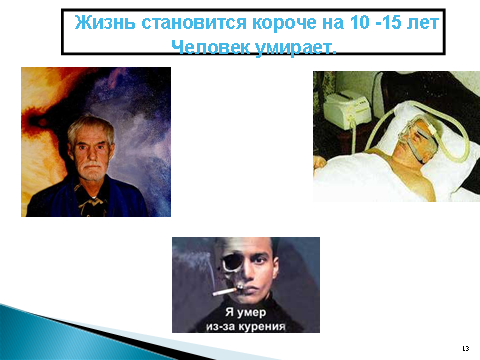 Жизнь становится короче на 10 -15 лет
Человек умирает.
Я умер
из-за курения
13